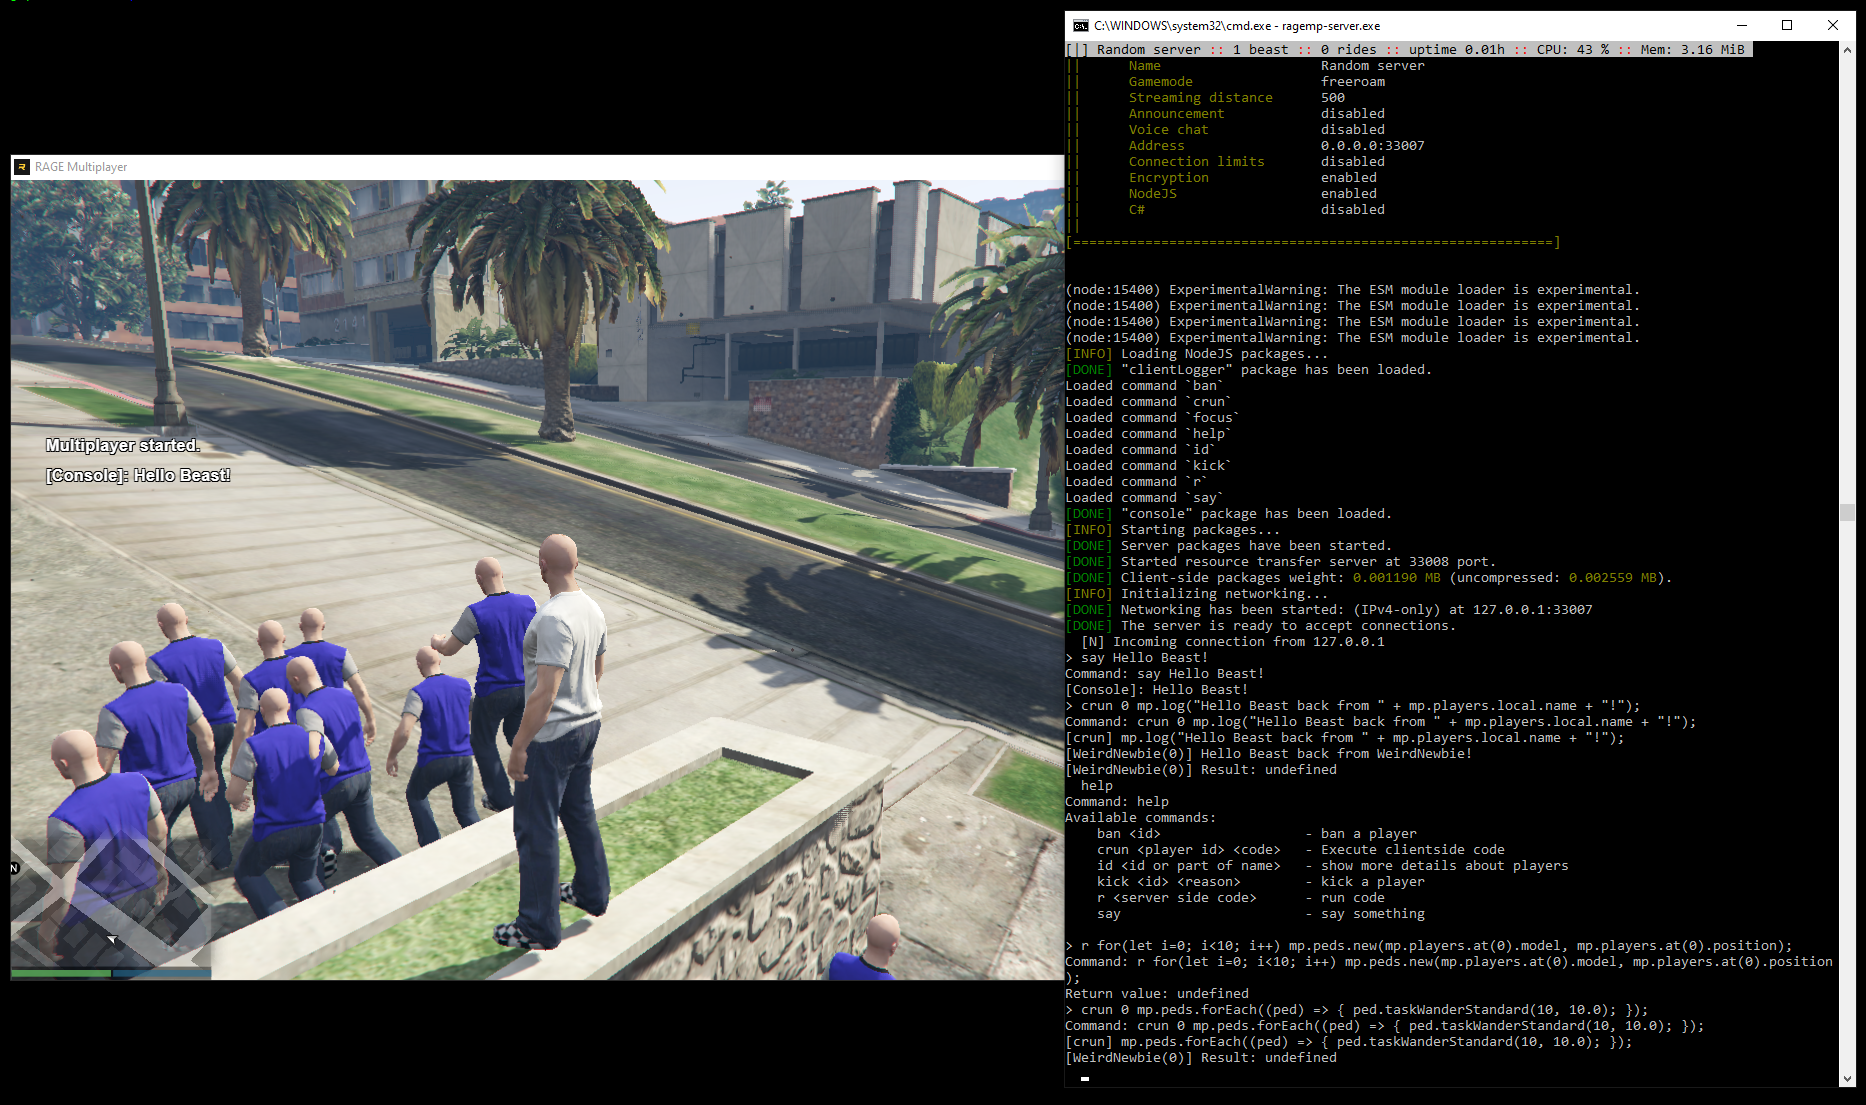 RAGE Multiplayer
Multiplayer started.
[Console]: Hello Beast!
N
C:\WINDOWS\system32\cmd.exe - ragemp-server.exe
[|] Random server :: 1 beast :: 0 rides :: uptime 0.01h :: CPU: 43 % :: Mem: 3.16 MiB
|| Name Random server
|| Gamemode freeroam
|| Streaming distance 500
|| Announcement disabled
|| Voice chat disabled
|| Address 0.0.0.0:33007
|| Connection limits disabled
|| Encryption enabled
|| NodeJS enabled
|| C# disabled
||
[============================================================]
(node:15400) ExperimentalWarning: The ESM module loader is experimental.
(node:15400) ExperimentalWarning: The ESM module loader is experimental.
(node:15400) ExperimentalWarning: The ESM module loader is experimental.
(node:15400) ExperimentalWarning: The ESM module loader is experimental.
[INFO] Loading NodeJS packages...
[DONE] "clientLogger" package has been loaded.
Loaded command `ban`
Loaded command `crun`
Loaded command `focus`
Loaded command `help`
Loaded command `id`
Loaded command `kick`
Loaded command `r`
Loaded command `say`
[DONE] "console" package has been loaded.
[INFO] Starting packages...
[DONE] Server packages have been started.
[DONE] Started resource transfer server at 33008 port.
[DONE] Client-side packages weight: 0.001190 MB (uncompressed: 0.002559 MB).
[INFO] Initializing networking...
[DONE] Networking has been started: (IPv4-only) at 127.0.0.1:33007
[DONE] The server is ready to accept connections.
[N] Incoming connection from 127.0.0.1
> say Hello Beast!
Command: say Hello Beast!
[Console]: Hello Beast!
> crun 0 mp.log("Hello Beast back from " + mp.players.local.name + "!");
Command: crun 0 mp.log("Hello Beast back from " + mp.players.local.name + "!");
[crun] mp.log("Hello Beast back from " + mp.players.local.name + "!");
[WeirdNewbie(0)] Hello Beast back from WeirdNewbie!
[WeirdNewbie(0)] Result: undefined
help
Command: help
Available commands:
ban <id> - ban a player
crun <player id> <code> - Execute clientside code
id <id or part of name> - show more details about players
kick <id> <reason> - kick a player
r <server side code> - run code
say - say something
> r for(let i=0; i<10; i++) mp.peds.new(mp.players.at(0).model, mp.players.at(0).position);
Command: r for(let i=0; i<10; i++) mp.peds.new(mp.players.at(0).model, mp.players.at(0).position
);
Return value: undefined
> crun 0 mp.peds.forEach((ped) => { ped.taskWanderStandard(10, 10.0); });
Command: crun 0 mp.peds.forEach((ped) => { ped.taskWanderStandard(10, 10.0); });
[crun] mp.peds.forEach((ped) => { ped.taskWanderStandard(10, 10.0); });
[WeirdNewbie(0)] Result: undefined